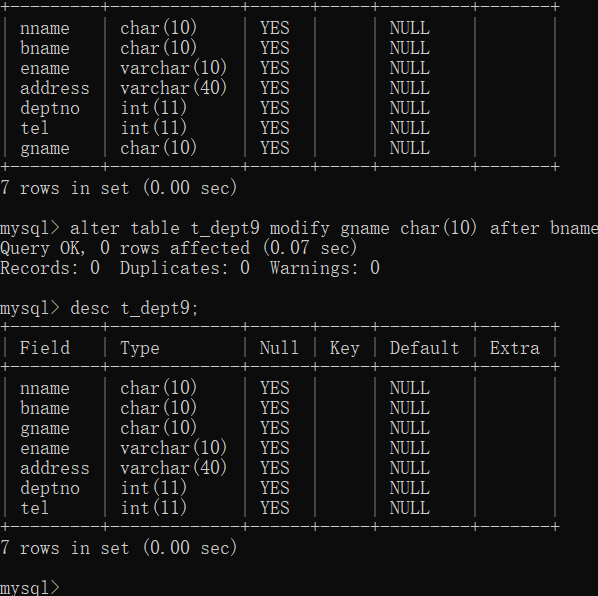 +---------+-------------+------+-----+---------+-------+
| nname   | char(10)    | YES  |     | NULL    |       |
| bname   | char(10)    | YES  |     | NULL    |       |
| ename   | varchar(10) | YES  |     | NULL    |       |
| address | varchar(40) | YES  |     | NULL    |       |
| deptno  | int(11)     | YES  |     | NULL    |       |
| tel     | int(11)     | YES  |     | NULL    |       |
| gname   | char(10)    | YES  |     | NULL    |       |
+---------+-------------+------+-----+---------+-------+
7 rows in set (0.00 sec)
mysql> alter table t_dept9 modify gname char(10) after bname
Query OK, 0 rows affected (0.07 sec)
Records: 0  Duplicates: 0  Warnings: 0
mysql> desc t_dept9;
+---------+-------------+------+-----+---------+-------+
| Field   | Type        | Null | Key | Default | Extra |
+---------+-------------+------+-----+---------+-------+
| nname   | char(10)    | YES  |     | NULL    |       |
| bname   | char(10)    | YES  |     | NULL    |       |
| gname   | char(10)    | YES  |     | NULL    |       |
| ename   | varchar(10) | YES  |     | NULL    |       |
| address | varchar(40) | YES  |     | NULL    |       |
| deptno  | int(11)     | YES  |     | NULL    |       |
| tel     | int(11)     | YES  |     | NULL    |       |
+---------+-------------+------+-----+---------+-------+
7 rows in set (0.00 sec)
mysql>